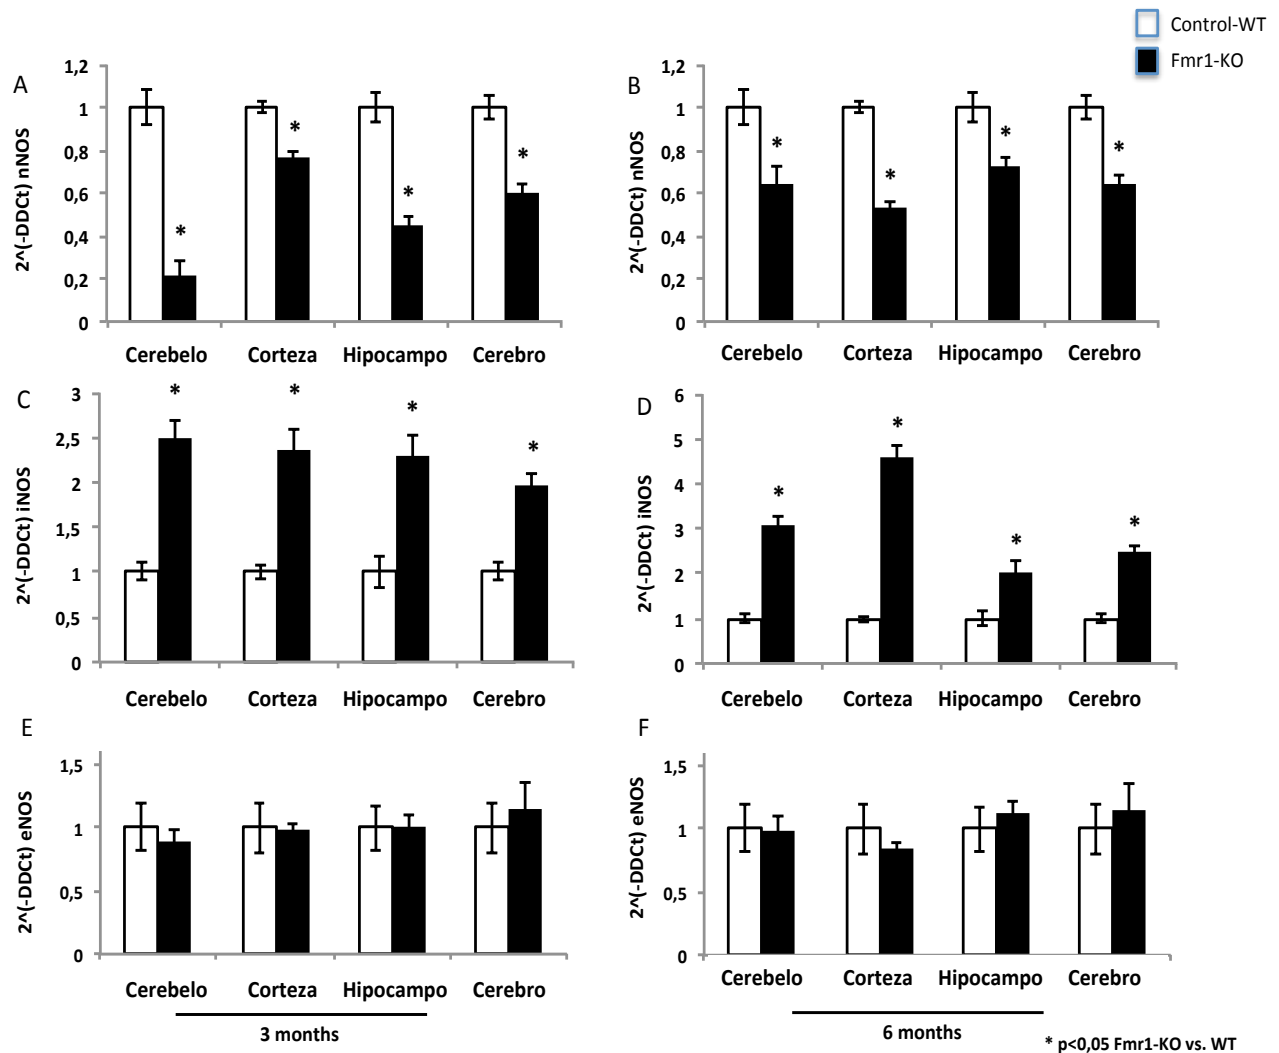 Control-WT
Fmr1-KO
A
2^(-DDCt) nNOS
1,2
1
0,8
0,6
0,4
0,2
0
*
*
*
*
Cerebelo Corteza Hipocampo Cerebro
B
2^(-DDCt) nNOS
1,2
1
0,8
0,6
0,4
0,2
0
*
*
*
*
Cerebelo Corteza Hipocampo Cerebro
C
2^(-DDCt) iNOS
3
2,5
2
1,5
1
0,5
0
*
*
*
*
Cerebelo Corteza Hipocampo Cerebro
D
2^(-DDCt) iNOS
6
5
4
3
2
1
0
*
*
*
*
Cerebelo Corteza Hipocampo Cerebro
E
2^(-DDCt) eNOS
1,5
1
0,5
0
Cerebelo Corteza Hipocampo Cerebro
3 months
F
2^(-DDCt) eNOS
1,5
1
0,5
0
Cerebelo Corteza Hipocampo Cerebro
6 months
* p<0,05 Fmr1-KO vs. WT